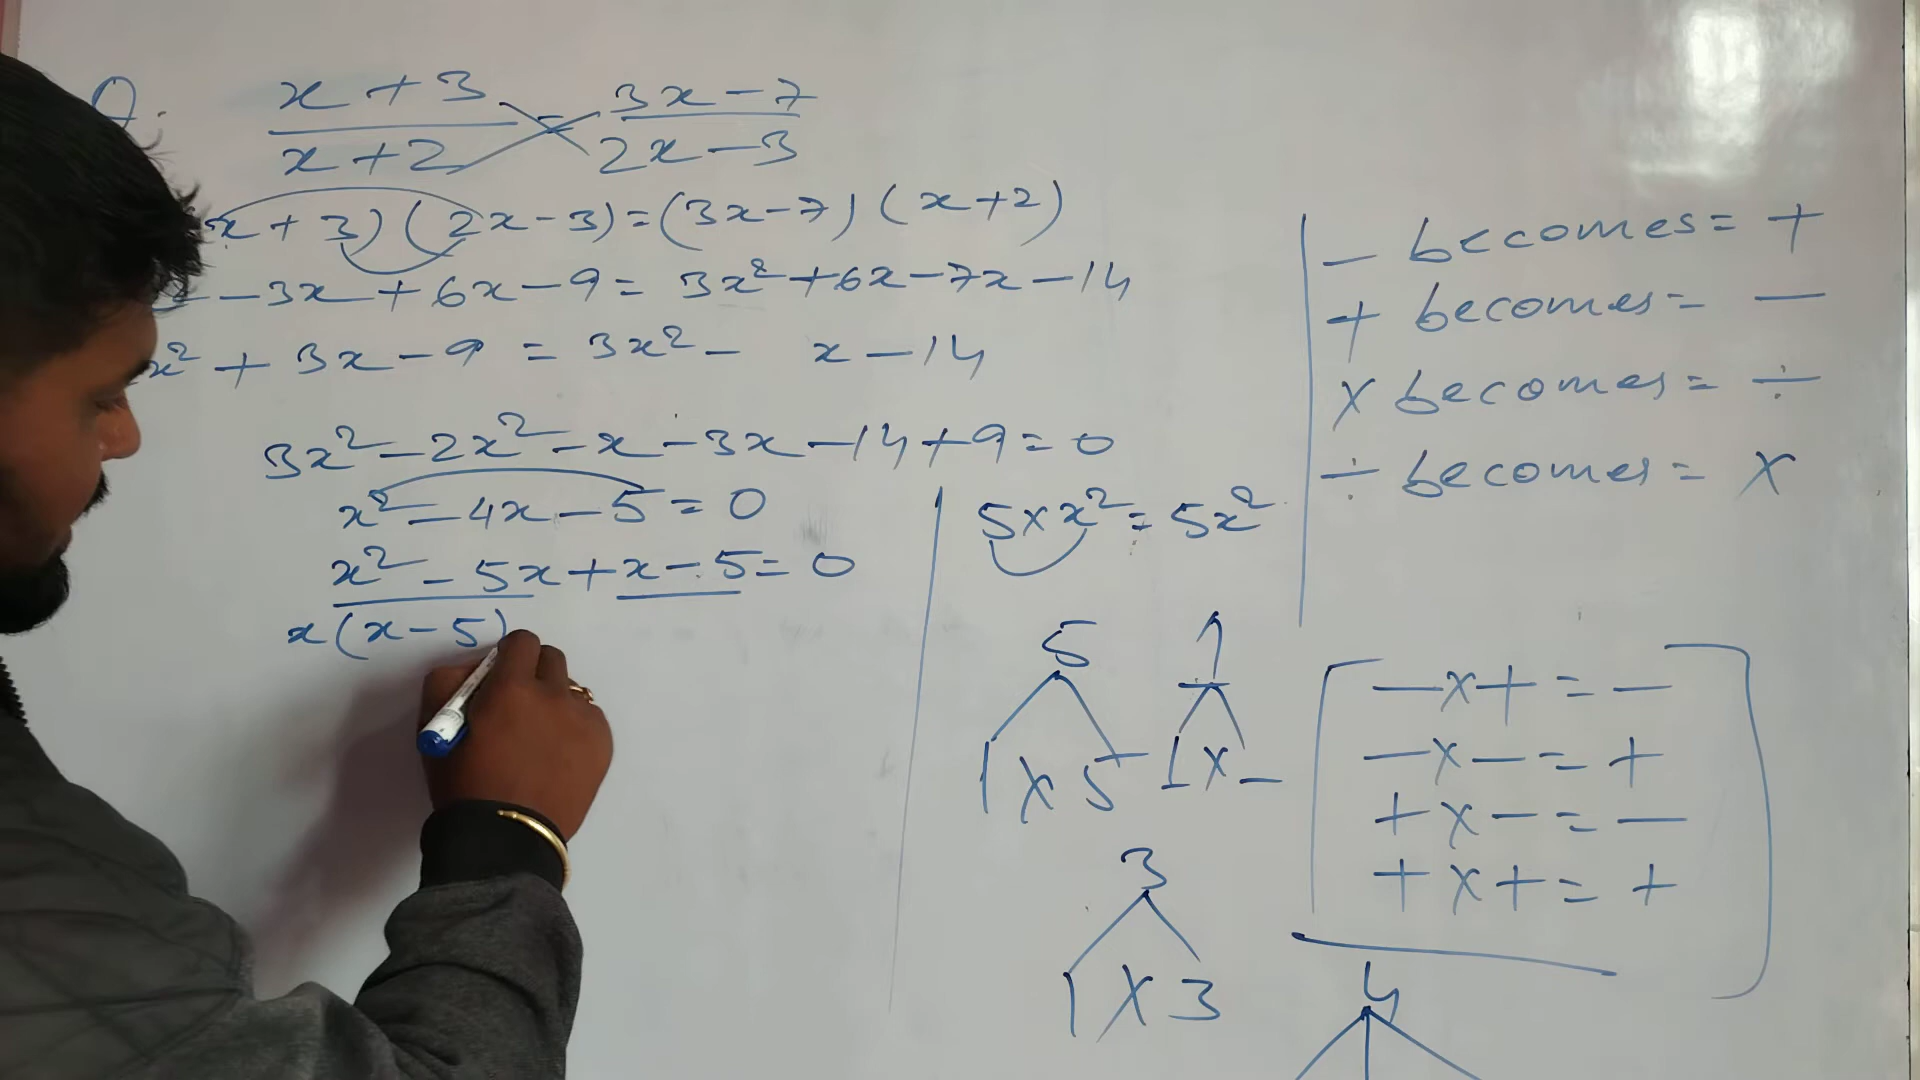 Q. x + 3 / x + 2 = 3x - 7 / 2x - 3
x + 3) (2x - 3) = (3x - 7) (x + 2)
- 3x + 6x - 9 = 3x² + 6x - 7x - 14
x² + 3x - 9 = 3x² - x - 14
3x² - 2x² - x - 3x - 14 + 9 = 0
x² - 4x - 5 = 0
x² - 5x + x - 5 = 0
x(x - 5)
5 × x² = 5x²
5
1 × 5
1
1 × -
3
1 × 3
- becomes = +
+ becomes = -
× becomes = ÷
÷ becomes = ×
- × + = -
- × - = +
+ × - = -
+ × + = +
4